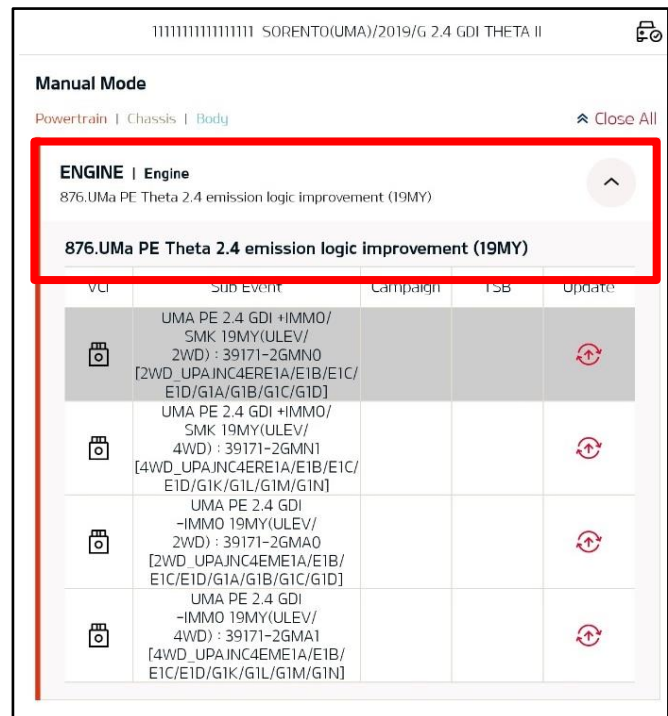 1111111111111111 SORENTO(UMA)/2019/G 2.4 GDI THETA II
Manual Mode
Powertrain | Chassis | Body
Close All
ENGINE | Engine
876.UMa PE Theta 2.4 emission logic improvement (19MY)
876.UMa PE Theta 2.4 emission logic improvement (19MY)
VCI Sub Event Campaign TSB Update
UMA PE 2.4 GDI +IMMO/
SMK 19MY(ULEV/
2WD) : 39171-2GMN0
[2WD_UPAJNC4ERE1A/E1B/E1C/
E1D/G1A/G1B/G1C/G1D]
UMA PE 2.4 GDI +IMMO/
SMK 19MY(ULEV/
4WD) : 39171-2GMN1
[4WD_UPAJNC4ERE1A/E1B/E1C/
E1D/G1K/G1L/G1M/G1N]
UMA PE 2.4 GDI
-IMMO 19MY(ULEV/
2WD) : 39171-2GMA0
[2WD_UPAJNC4EME1A/E1B/
E1C/E1D/G1A/G1B/G1C/G1D]
UMA PE 2.4 GDI
-IMMO 19MY(ULEV/
4WD) : 39171-2GMA1
[4WD_UPAJNC4EME1A/E1B/
E1C/E1D/G1K/G1L/G1M/G1N]